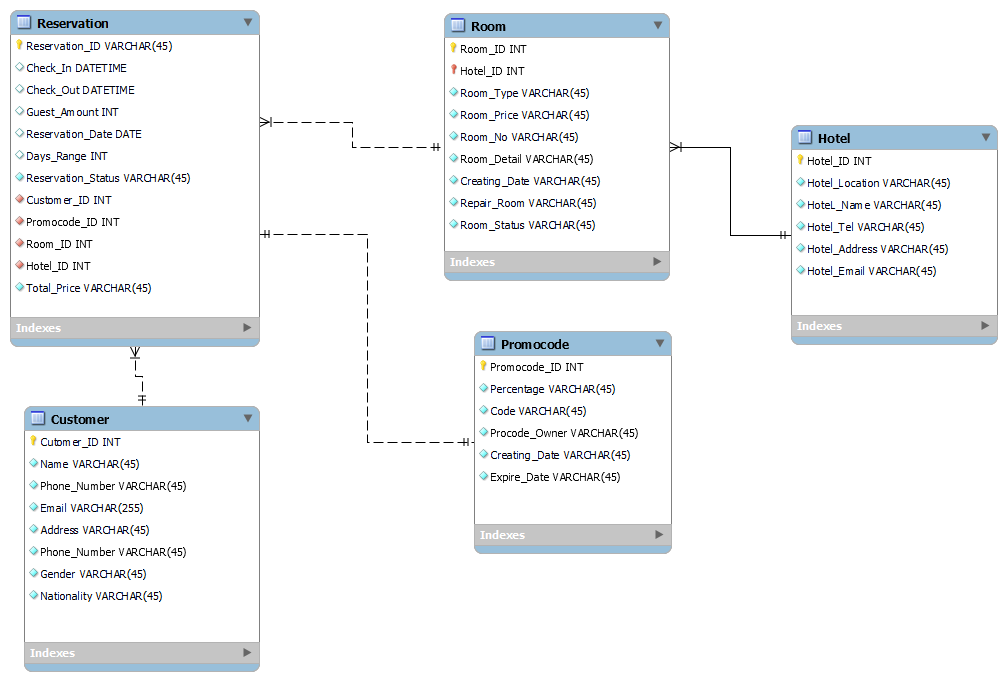 Reservation
Reservation_ID VARCHAR(45)
Check_In DATETIME
Check_Out DATETIME
Guest_Amount INT
Reservation_Date DATE
Days_Range INT
Reservation_Status VARCHAR(45)
Customer_ID INT
Promocode_ID INT
Room_ID INT
Hotel_ID INT
Total_Price VARCHAR(45)
Indexes
Room
Room_ID INT
Hotel_ID INT
Room_Type VARCHAR(45)
Room_Price VARCHAR(45)
Room_No VARCHAR(45)
Room_Detail VARCHAR(45)
Creating_Date VARCHAR(45)
Repair_Room VARCHAR(45)
Room_Status VARCHAR(45)
Indexes
Hotel
Hotel_ID INT
Hotel_Location VARCHAR(45)
HoteL_Name VARCHAR(45)
Hotel_Tel VARCHAR(45)
Hotel_Address VARCHAR(45)
Hotel_Email VARCHAR(45)
Indexes
Promocode
Promocode_ID INT
Percentage VARCHAR(45)
Code VARCHAR(45)
Procode_Owner VARCHAR(45)
Creating_Date VARCHAR(45)
Expire_Date VARCHAR(45)
Indexes
Customer
Cutomer_ID INT
Name VARCHAR(45)
Phone_Number VARCHAR(45)
Email VARCHAR(255)
Address VARCHAR(45)
Phone_Number VARCHAR(45)
Gender VARCHAR(45)
Nationality VARCHAR(45)
Indexes